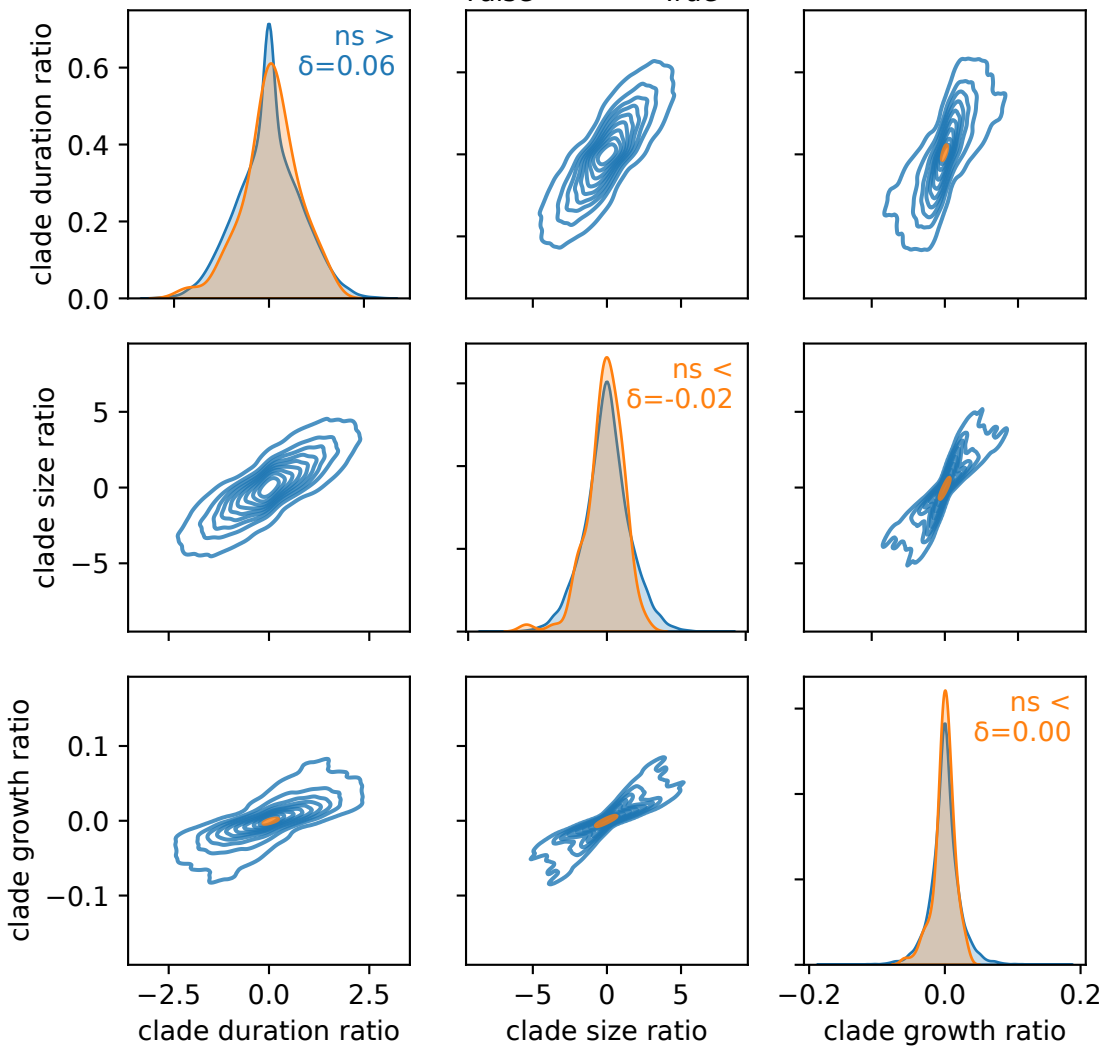 clade duration ratio
0.6
0.4
0.2
0.0
ns >
δ=0.06
clade size ratio
5
0
−5
ns <
δ=-0.02
clade growth ratio
0.1
0.0
−0.1
ns <
δ=0.00
−2.5 0.0 2.5
−5 0 5
−0.2 0.0 0.2
clade duration ratio
clade size ratio
clade growth ratio